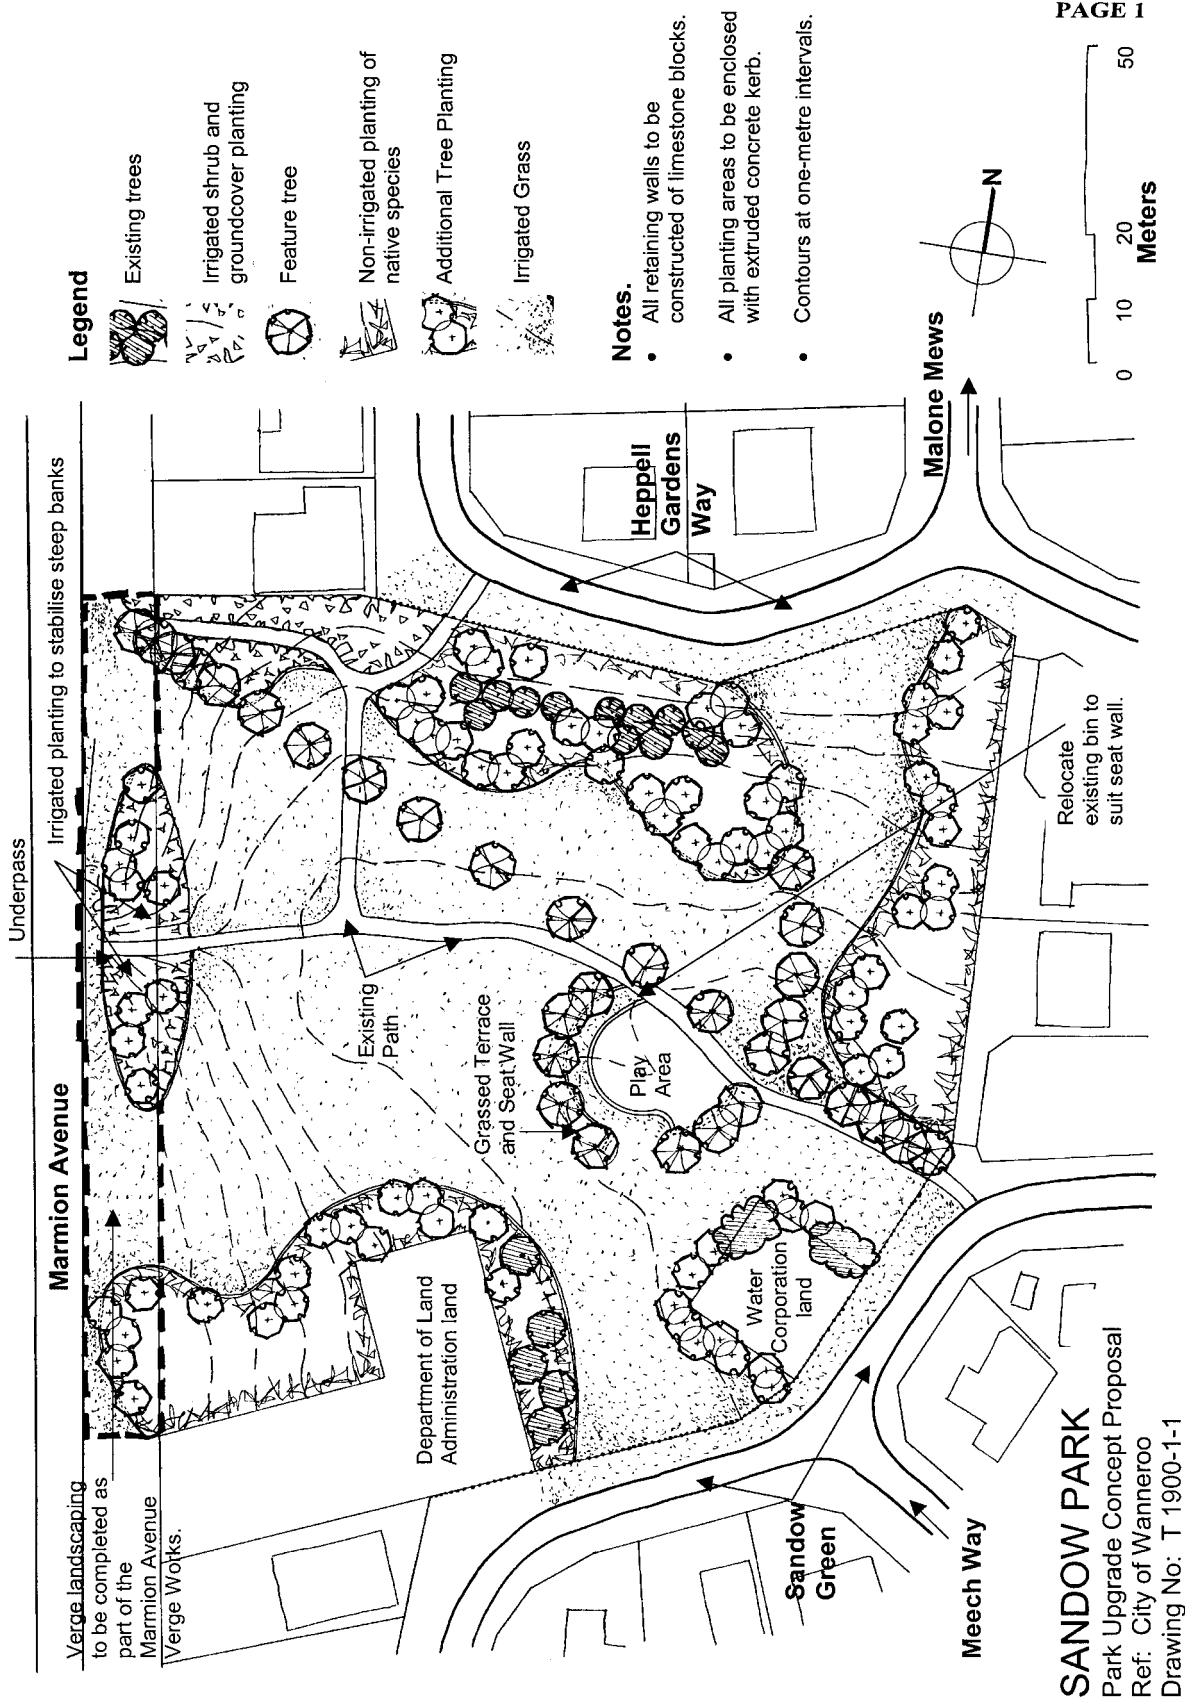 PAGE 1
Underpass
Irrigated planting to stabilise steep banks
Marmion Avenue
Verge landscaping
to be completed as
part of the
Marmion Avenue
Verge Works.
Existing
Path
Grassed Terrace
and Seat Wall
Play
Area
Department of Land
Administration land
Water
Corporation
land
Heppell
Gardens
Way
Malone Mews
Relocate
existing bin to
suit seat wall.
Sandow
Green
Meech Way
Legend
Existing trees
Irrigated shrub and
groundcover planting
Feature tree
Non-irrigated planting of
native species
Additional Tree Planting
Irrigated Grass
Notes.
• All retaining walls to be
constructed of limestone blocks.
• All planting areas to be enclosed
with extruded concrete kerb.
• Contours at one-metre intervals.
N
0 10 20 50
Meters
SANDOW PARK
Park Upgrade Concept Proposal
Ref: City of Wanneroo
Drawing No: T 1900-1-1